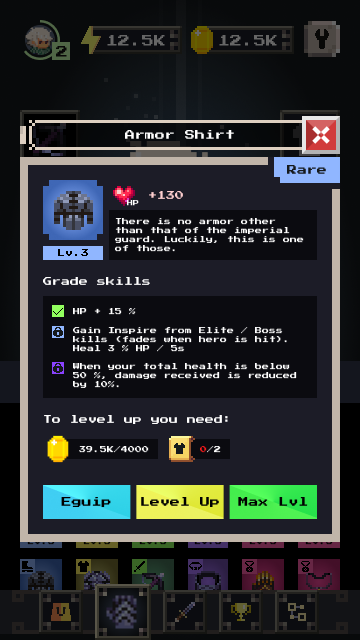 2
12.5K
12.5K
Armor Shirt
Rare
HP
+130
There is no armor other
than that of the imperial
guard. Luckily, this is one
of those.
Lv.3
Grade skills
HP + 15 %
Gain Inspire from Elite / Boss
kills (fades when hero is hit).
Heal 3 % HP / 5s
When your total health is below
50 %, damage received is reduced
by 10%.
To level up you need:
39.5K/4000
0/2
Eguip
Level Up
Max Lvl
U